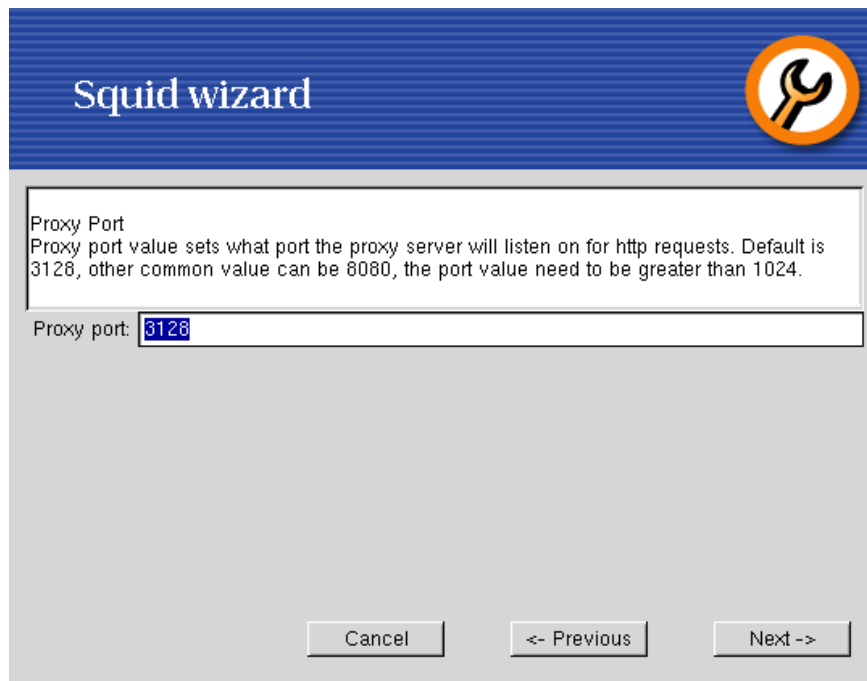 Squid wizard
Proxy Port
Proxy port value sets what port the proxy server will listen on for http requests. Default is
3128, other common value can be 8080, the port value need to be greater than 1024.
Proxy port: 3128
Cancel <- Previous Next ->